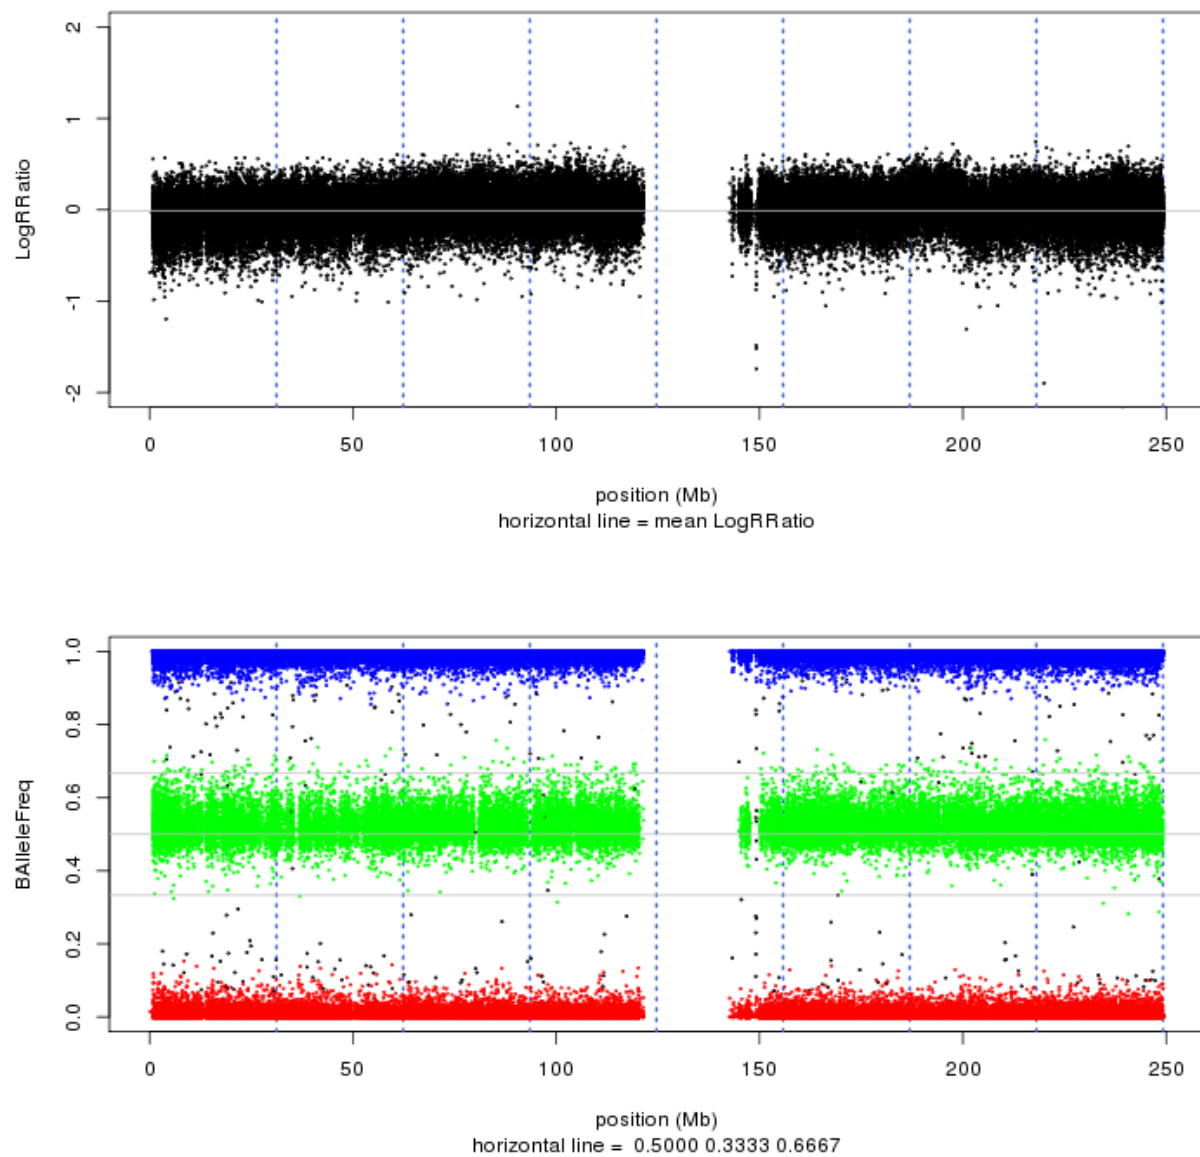 LogRRatio
2
1
0
-1
-2
0 50 100 150 200 250
position (Mb)
horizontal line = mean LogRRatio
BAlleleFreq
1.0
0.8
0.6
0.4
0.2
0.0
0 50 100 150 200 250
position (Mb)
horizontal line = 0.5000 0.3333 0.6667